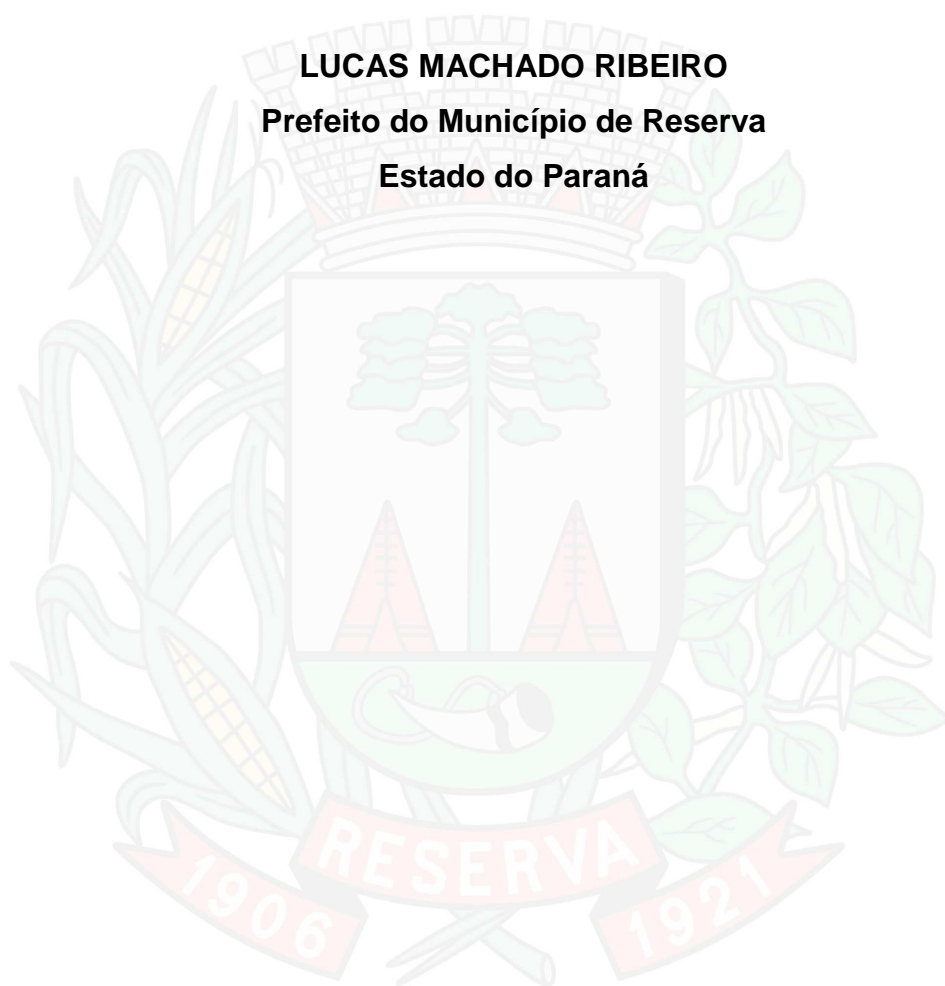 LUCAS MACHADO RIBEIRO
Prefeito do Município de Reserva
Estado do Paraná
RESERVA
1906
1921